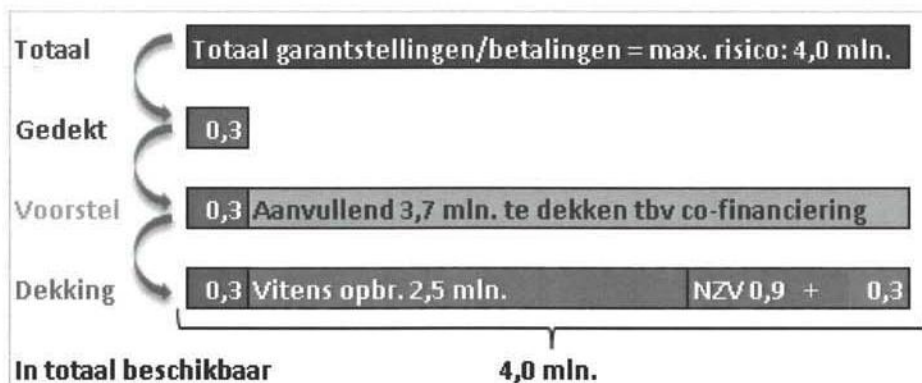 Totaal Totaal garantstellingen/betalingen = max. risico: 4,0 mln.
Gedekt 0,3
Voorstel 0,3 Aanvullend 3,7 mln. te dekken tbv co-financiering
Dekking 0,3 Vitens opbr. 2,5 mln. NZV 0,9 + 0,3
In totaal beschikbaar 4,0 mln.